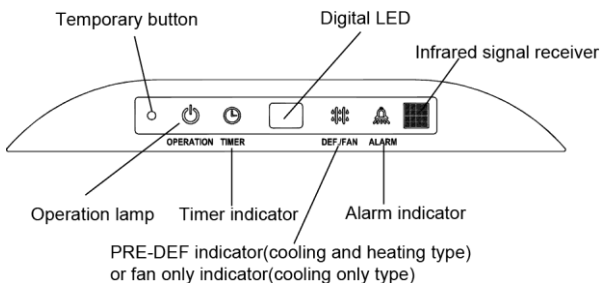 Temporary button
Digital LED
Infrared signal receiver
OPERATION TIMER DEF./FAN ALARM
Operation lamp
Timer indicator
Alarm indicator
PRE-DEF indicator(cooling and heating type)
or fan only indicator(cooling only type)